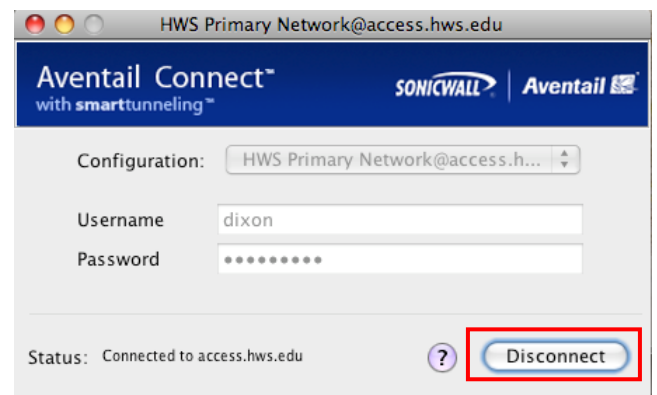 HWS Primary Network@access.hws.edu
Aventail Connect™
with smarttunneling™
SONICWALL Aventail
Configuration: HWS Primary Network@access.h...
Username dixon
Password •••••••••
Status: Connected to access.hws.edu ? Disconnect